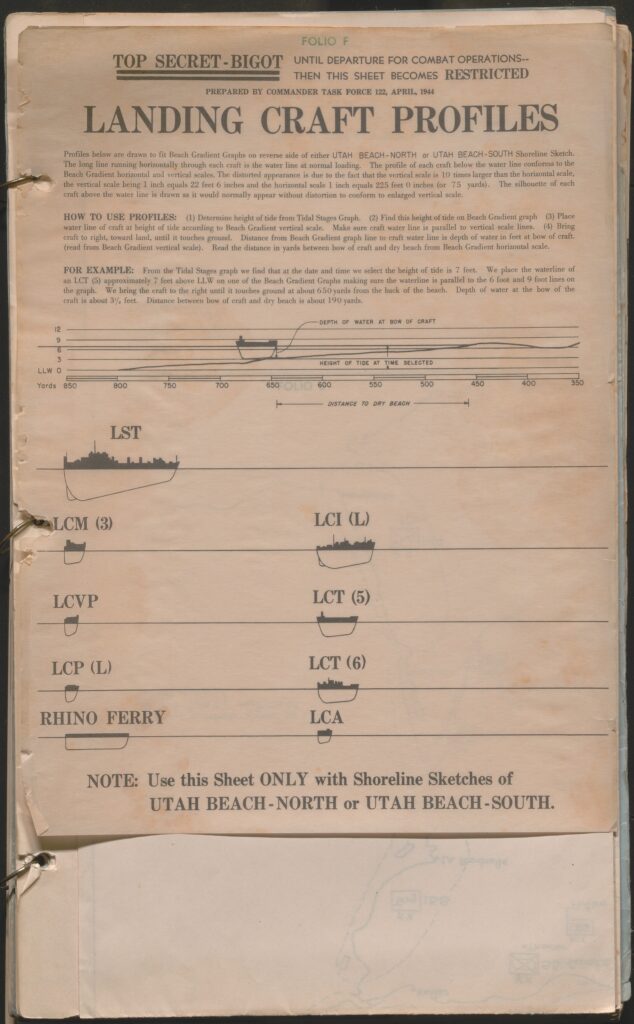 FOLIO F
TOP SECRET-BIGOT UNTIL DEPARTURE FOR COMBAT OPERATIONS--
THEN THIS SHEET BECOMES RESTRICTED
PREPARED BY COMMANDER TASK FORCE 122, APRIL, 1944
LANDING CRAFT PROFILES
Profiles below are drawn to fit Beach Gradient Graphs on reverse side of either UTAH BEACH-NORTH or UTAH BEACH-SOUTH Shoreline Sketch.
The long line running horizontally through each craft is the water line at normal loading. The profile of each craft below the water line conforms to the
Beach Gradient horizontal and vertical scales. The distorted appearance is due to the fact that the vertical scale is 10 times larger than the horizontal scale,
the vertical scale being 1 inch equals 22 feet 6 inches and the horizontal scale 1 inch equals 225 feet 0 inches (or 75 yards). The silhouette of each
craft above the water line is drawn as it would normally appear without distortion to conform to enlarged vertical scale.
HOW TO USE PROFILES: (1) Determine height of tide from Tidal Stages Graph. (2) Find this height of tide on Beach Gradient graph (3) Place
water line of craft at height of tide according to Beach Gradient vertical scale. Make sure craft water line is parallel to vertical scale lines. (4) Bring
craft to right, toward land, until it touches ground. Distance from Beach Gradient graph line to craft water line is depth of water in feet at bow of craft.
(read from Beach Gradient vertical scale). Read the distance in yards between bow of craft and dry beach from Beach Gradient horizontal scale.
FOR EXAMPLE: From the Tidal Stages graph we find that at the date and time we select the height of tide is 7 feet. We place the waterline of
an LCT (5) approximately 7 feet above LLW on one of the Beach Gradient Graphs making sure the waterline is parallel to the 6 foot and 9 foot lines on
the graph. We bring the craft to the right until it touches ground at about 650 yards from the back of the beach. Depth of water at the bow of the
craft is about 3¾ feet. Distance between bow of craft and dry beach is about 190 yards.
DEPTH OF WATER AT BOW OF CRAFT
12
9
6
3
LLW 0
HEIGHT OF TIDE AT TIME SELECTED
Yards 850 800 750 700 650 600 550 500 450 400 350
FOLIO
DISTANCE TO DRY BEACH
LST
LCM (3)
LCI (L)
LCVP
LCT (5)
LCP (L)
LCT (6)
RHINO FERRY
LCA
NOTE: Use this Sheet ONLY with Shoreline Sketches of
UTAH BEACH-NORTH or UTAH BEACH-SOUTH.